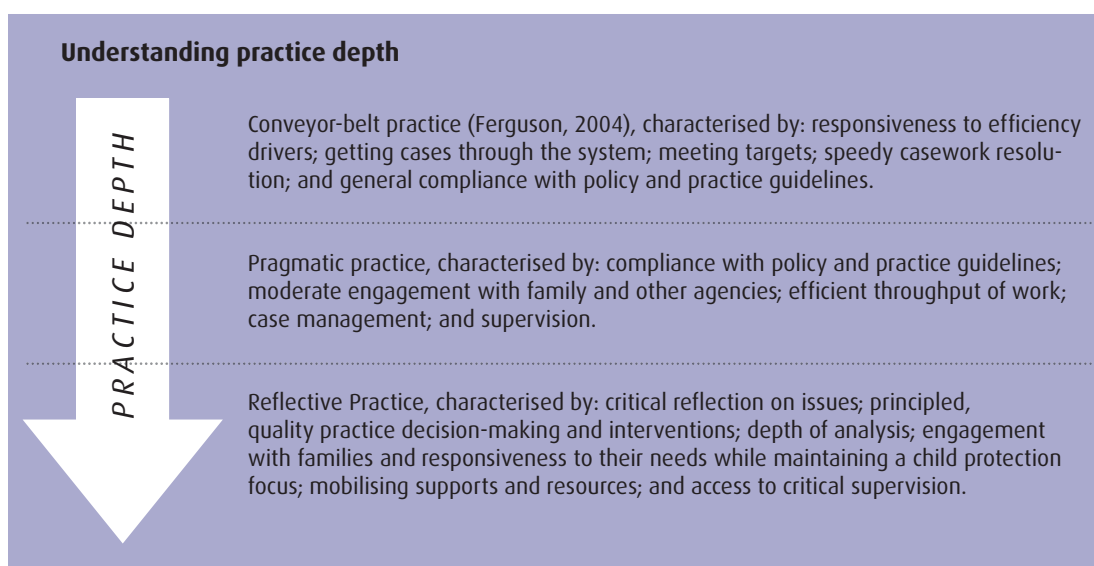 Understanding practice depth
PRACTICE DEPTH
Conveyor-belt practice (Ferguson, 2004), characterised by: responsiveness to efficiency
drivers; getting cases through the system; meeting targets; speedy casework resolu-
tion; and general compliance with policy and practice guidelines.
Pragmatic practice, characterised by: compliance with policy and practice guidelines;
moderate engagement with family and other agencies; efficient throughput of work;
case management; and supervision.
Reflective Practice, characterised by: critical reflection on issues; principled,
quality practice decision-making and interventions; depth of analysis; engagement
with families and responsiveness to their needs while maintaining a child protection
focus; mobilising supports and resources; and access to critical supervision.